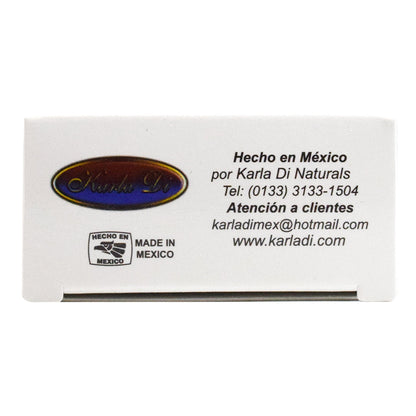 Karla Di
HECHO EN
MEXICO
MADE IN
MEXICO
Hecho en México
por Karla Di Naturals
Tel: (0133) 3133-1504
Atención a clientes
karladimex@hotmail.com
www.karladi.com